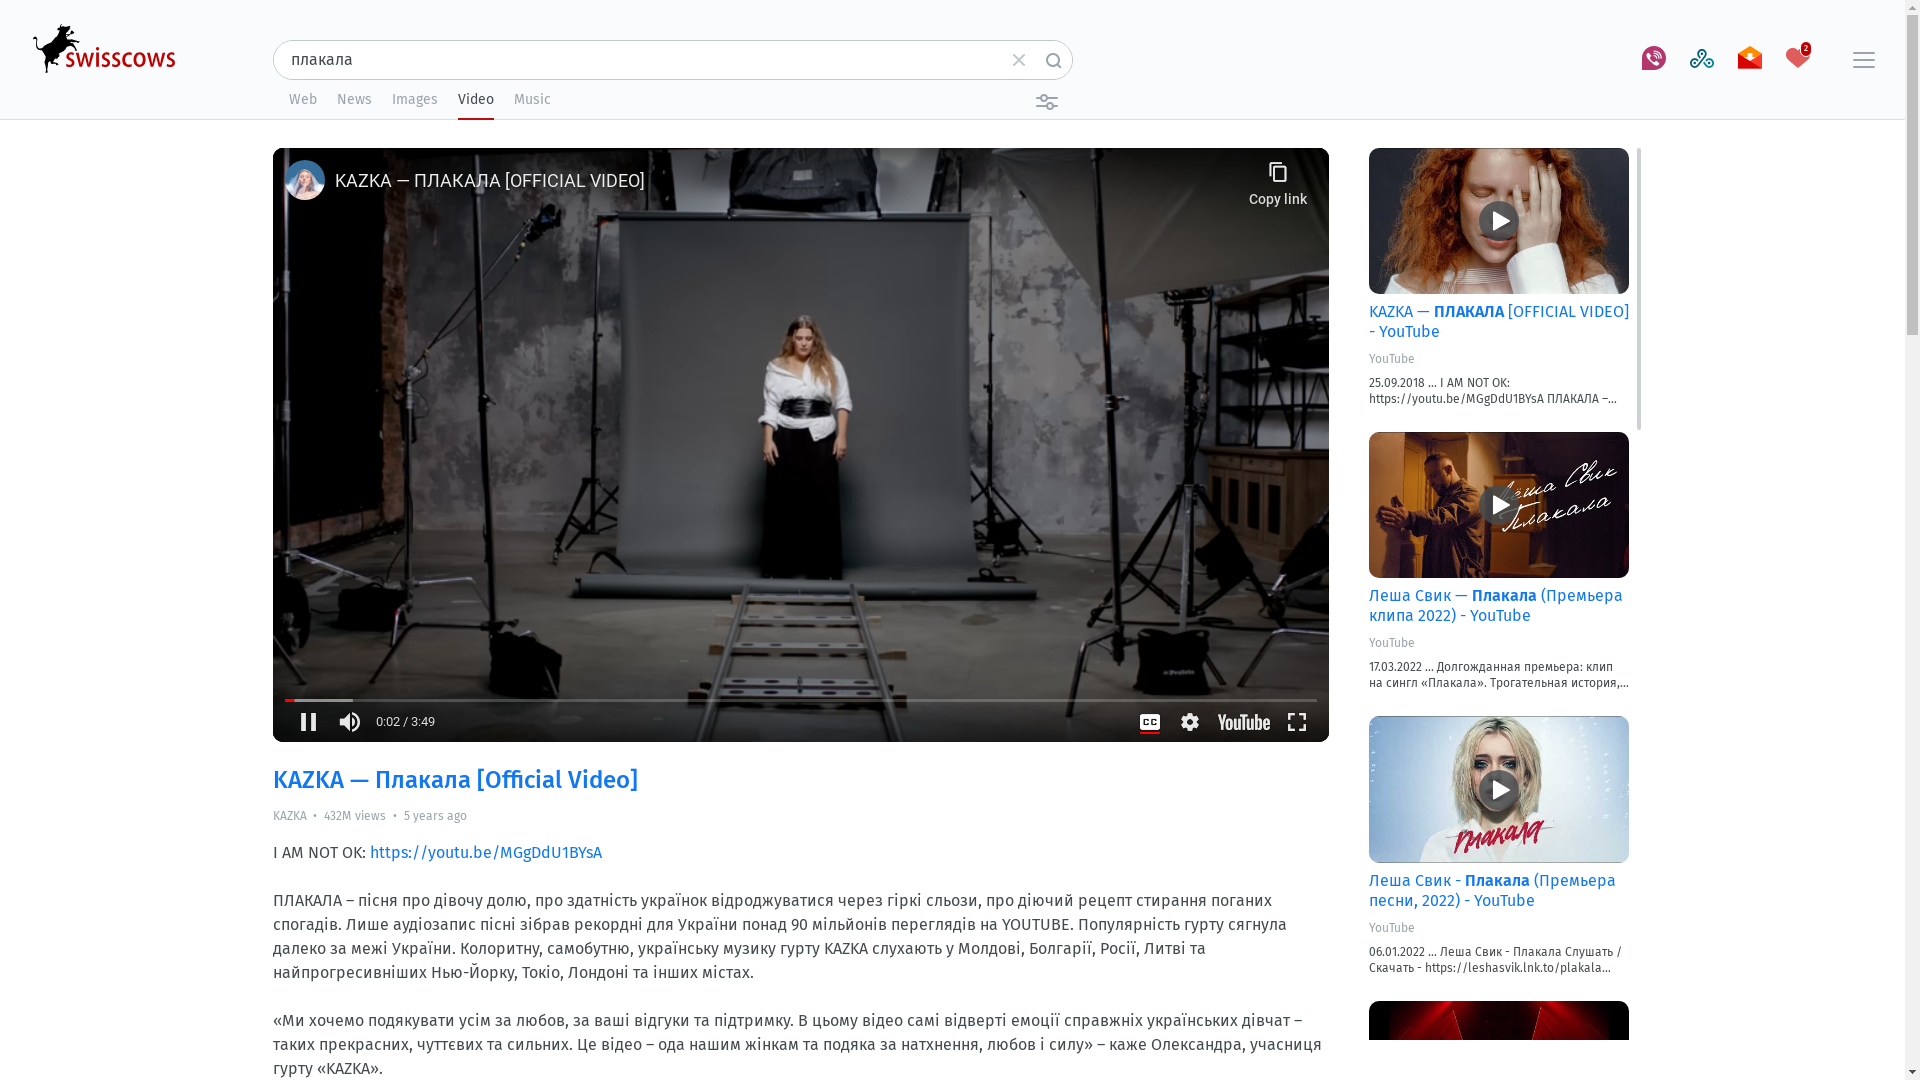 swisscows
плакала
2
Web
News
Images
Video
Music
KAZKA — ПЛАКАЛА [OFFICIAL VIDEO]
Copy link
0:02 / 3:49
CC
YouTube
KAZKA — Плакала [Official Video]
KAZKA • 432M views • 5 years ago
I AM NOT OK: https://youtu.be/MGgDdU1BYsA
ПЛАКАЛА – пісня про дівочу долю, про здатність українок відроджуватися через гіркі сльози, про діючий рецепт стирання поганих
спогадів. Лише аудіозапис пісні зібрав рекордні для України понад 90 мільйонів переглядів на YOUTUBE. Популярність гурту сягнула
далеко за межі України. Колоритну, самобутню, українську музику гурту KAZKA слухають у Молдові, Болгарії, Росії, Литві та
найпрогресивніших Нью-Йорку, Токіо, Лондоні та інших містах.
«Ми хочемо подякувати усім за любов, за ваші відгуки та підтримку. В цьому відео самі відверті емоції справжніх українських дівчат –
таких прекрасних, чуттєвих та сильних. Це відео – ода нашим жінкам та подяка за натхнення, любов і силу» – каже Олександра, учасниця
гурту «KAZKA».
KAZKA — ПЛАКАЛА [OFFICIAL VIDEO]
- YouTube
YouTube
25.09.2018 ... I AM NOT OK:
https://youtu.be/MGgDdU1BYsA ПЛАКАЛА –...
Лёша Свик
Плакала
Леша Свик — Плакала (Премьера
клипа 2022) - YouTube
YouTube
17.03.2022 ... Долгожданная премьера: клип
на сингл «Плакала». Трогательная история,...
плакала
Леша Свик - Плакала (Премьера
песни, 2022) - YouTube
YouTube
06.01.2022 ... Леша Свик - Плакала Слушать /
Скачать - https://leshasvik.lnk.to/plakala...